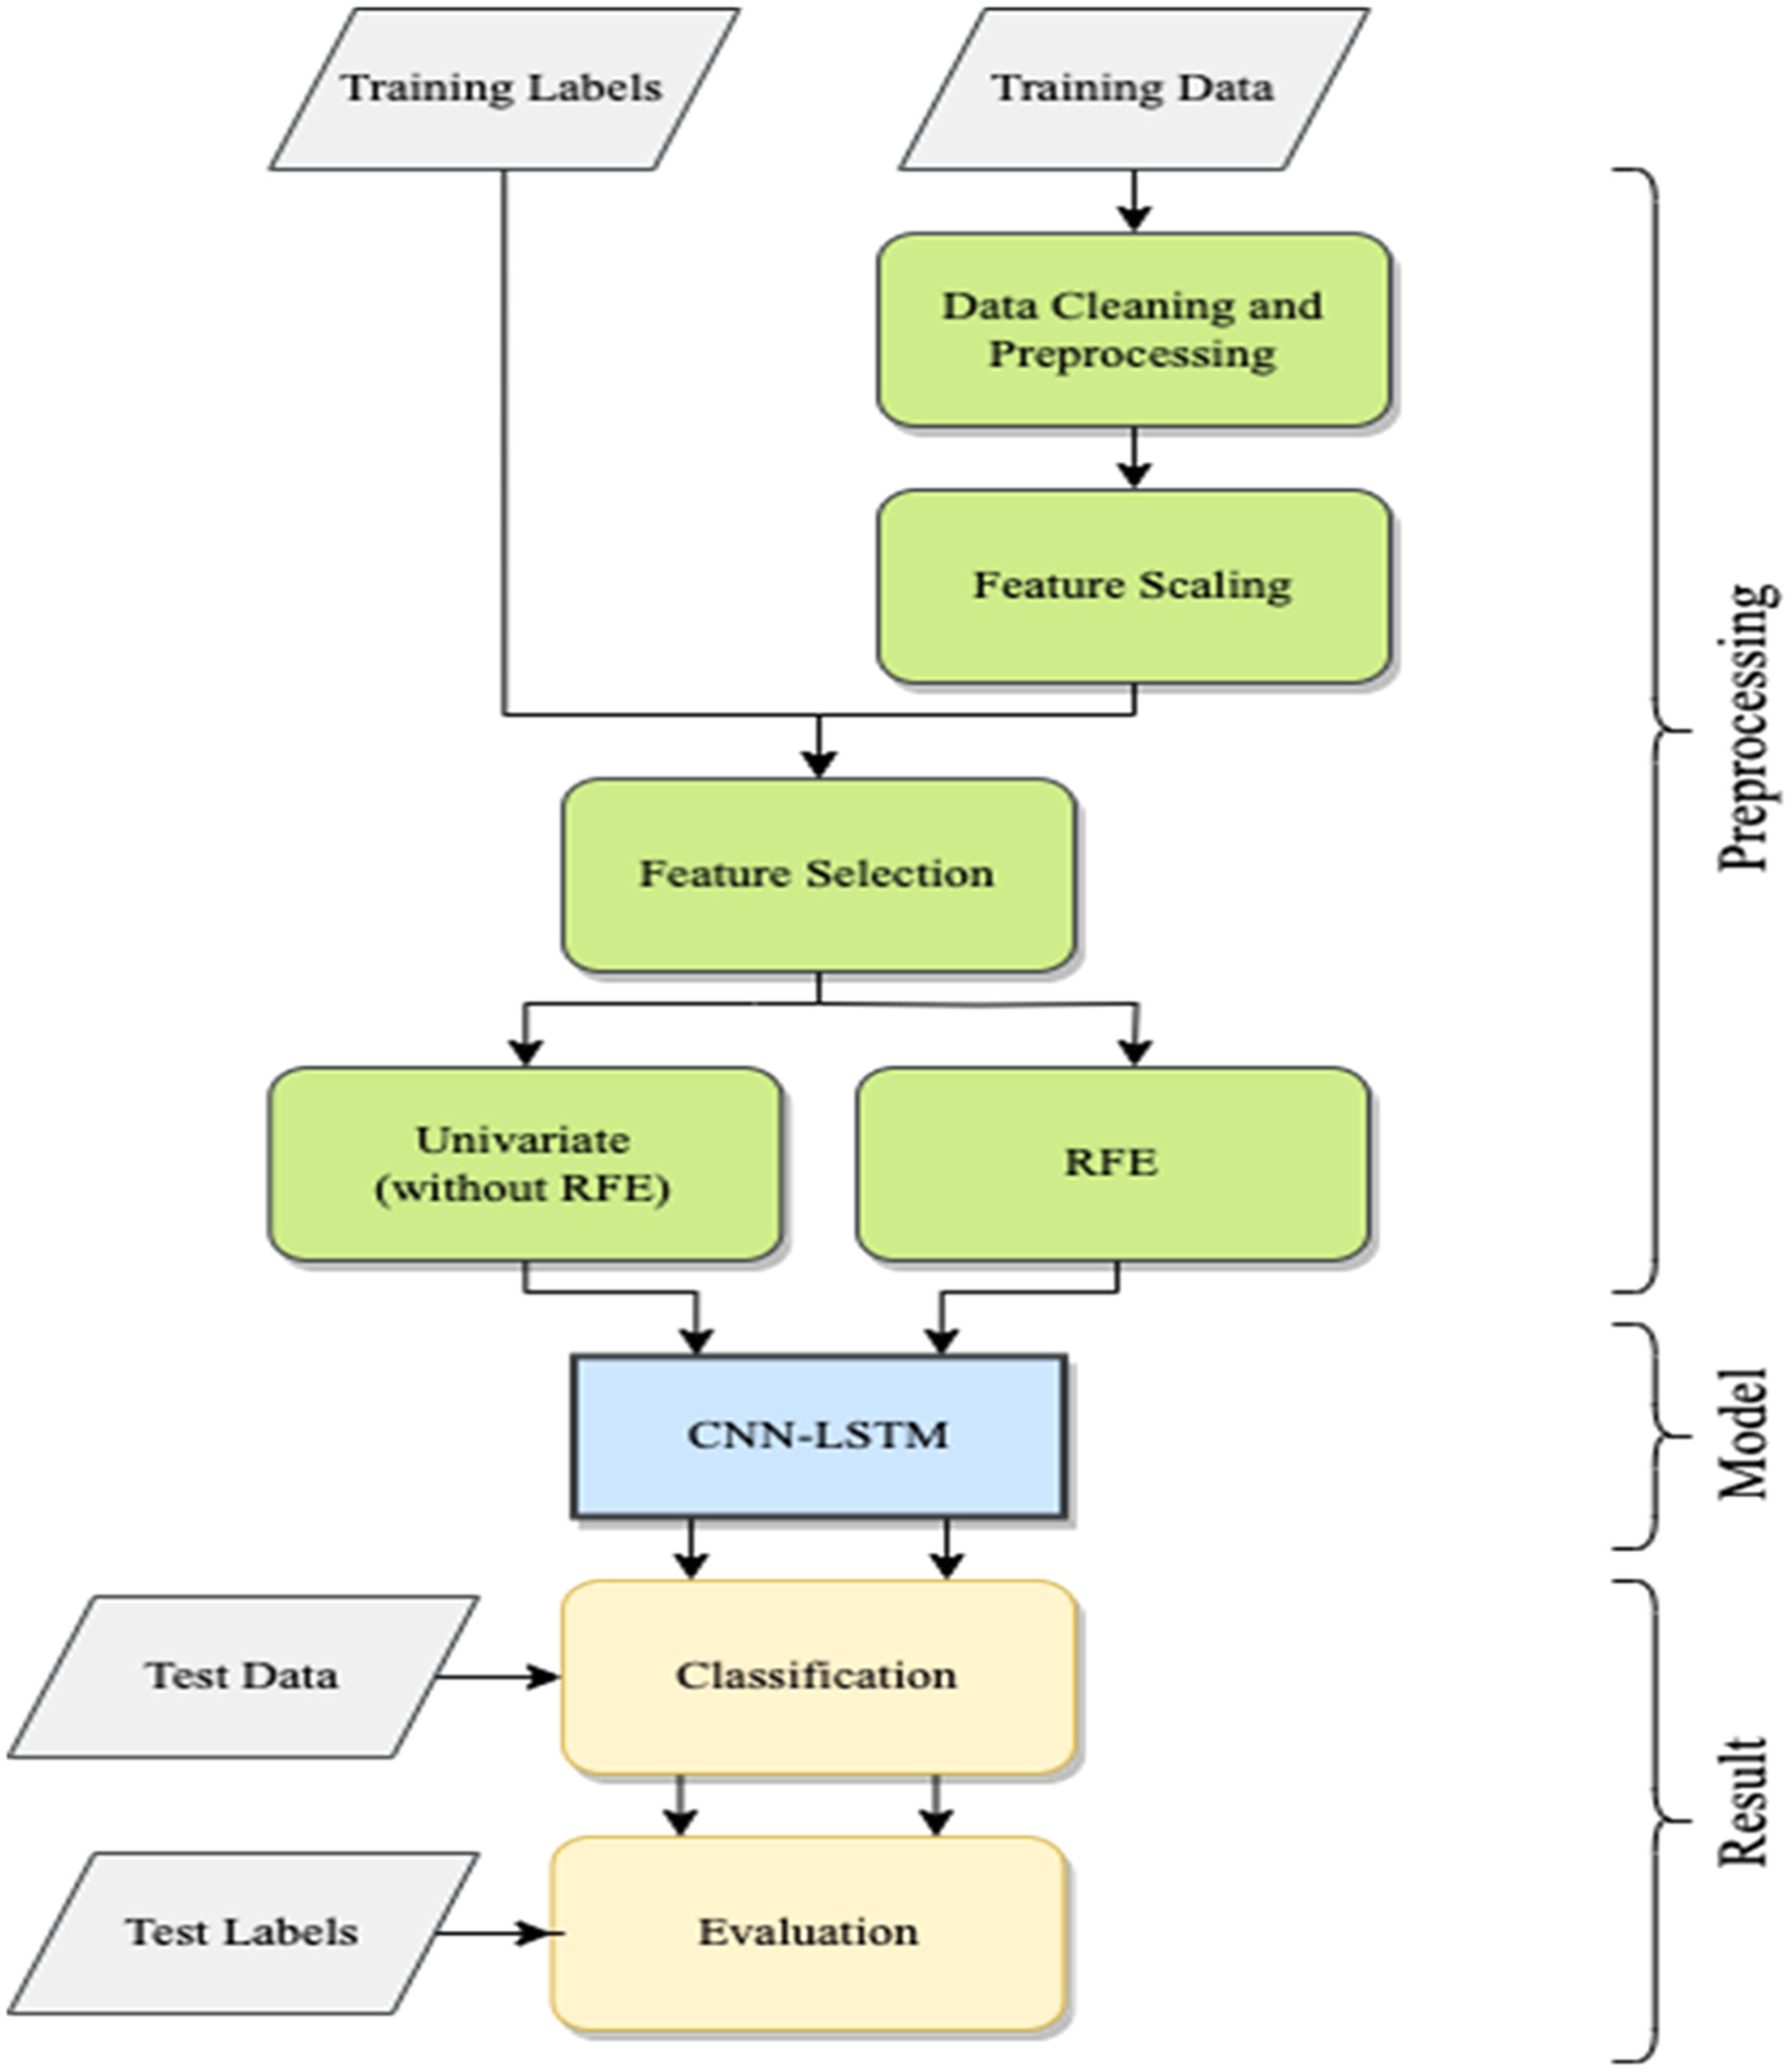 Training Labels
Training Data
Data Cleaning and
Preprocessing
Feature Scaling
Feature Selection
Univariate
(without RFE)
RFE
CNN-LSTM
Test Data
Classification
Test Labels
Evaluation
Preprocessing
Model
Result